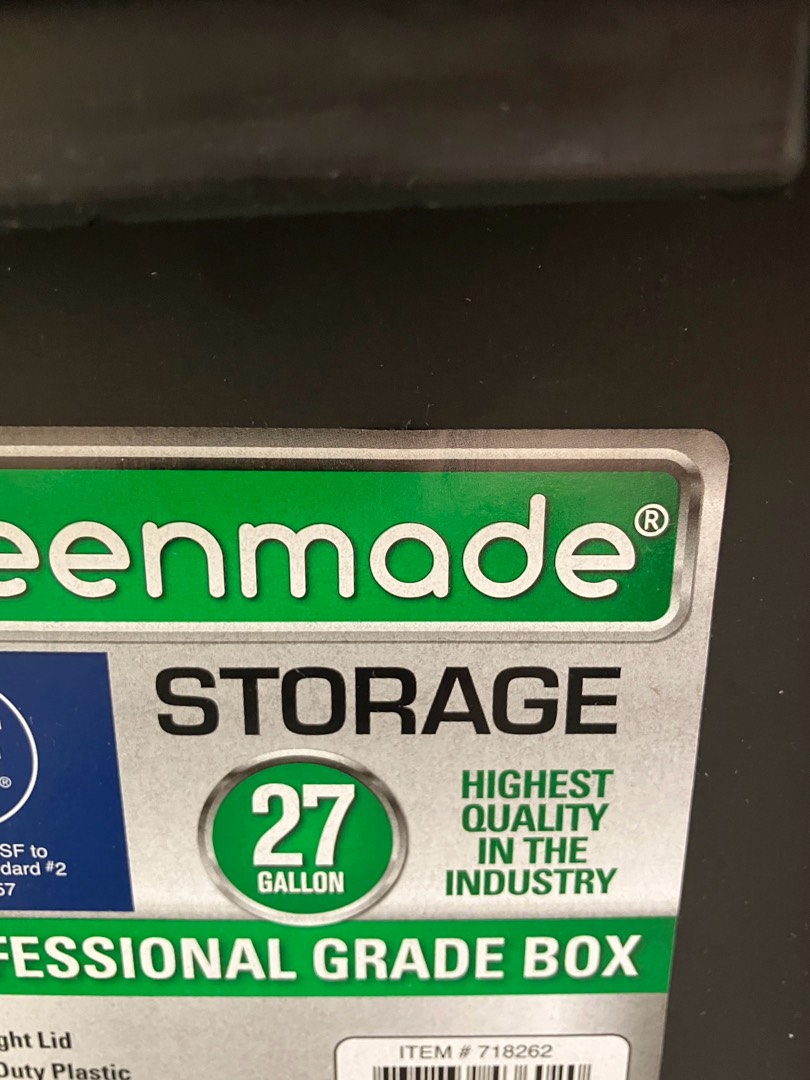 eenmade®
STORAGE
27
GALLON
HIGHEST
QUALITY
IN THE
INDUSTRY
®
SF to
dard #2
57
FESSIONAL GRADE BOX
ght Lid
Duty Plastic
ITEM # 718262